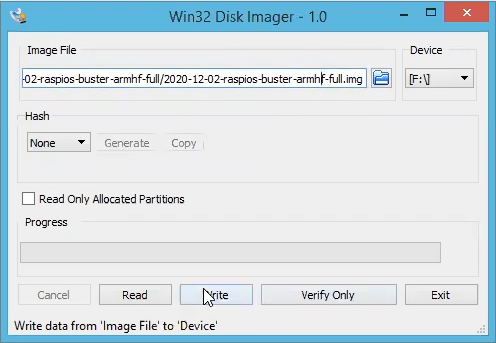 Win32 Disk Imager - 1.0
Image File
Device
-02-raspios-buster-armhf-full/2020-12-02-raspios-buster-armhf-full.img
[F:\]
Hash
None
Generate
Copy
Read Only Allocated Partitions
Progress
Cancel
Read
Write
Verify Only
Exit
Write data from 'Image File' to 'Device'